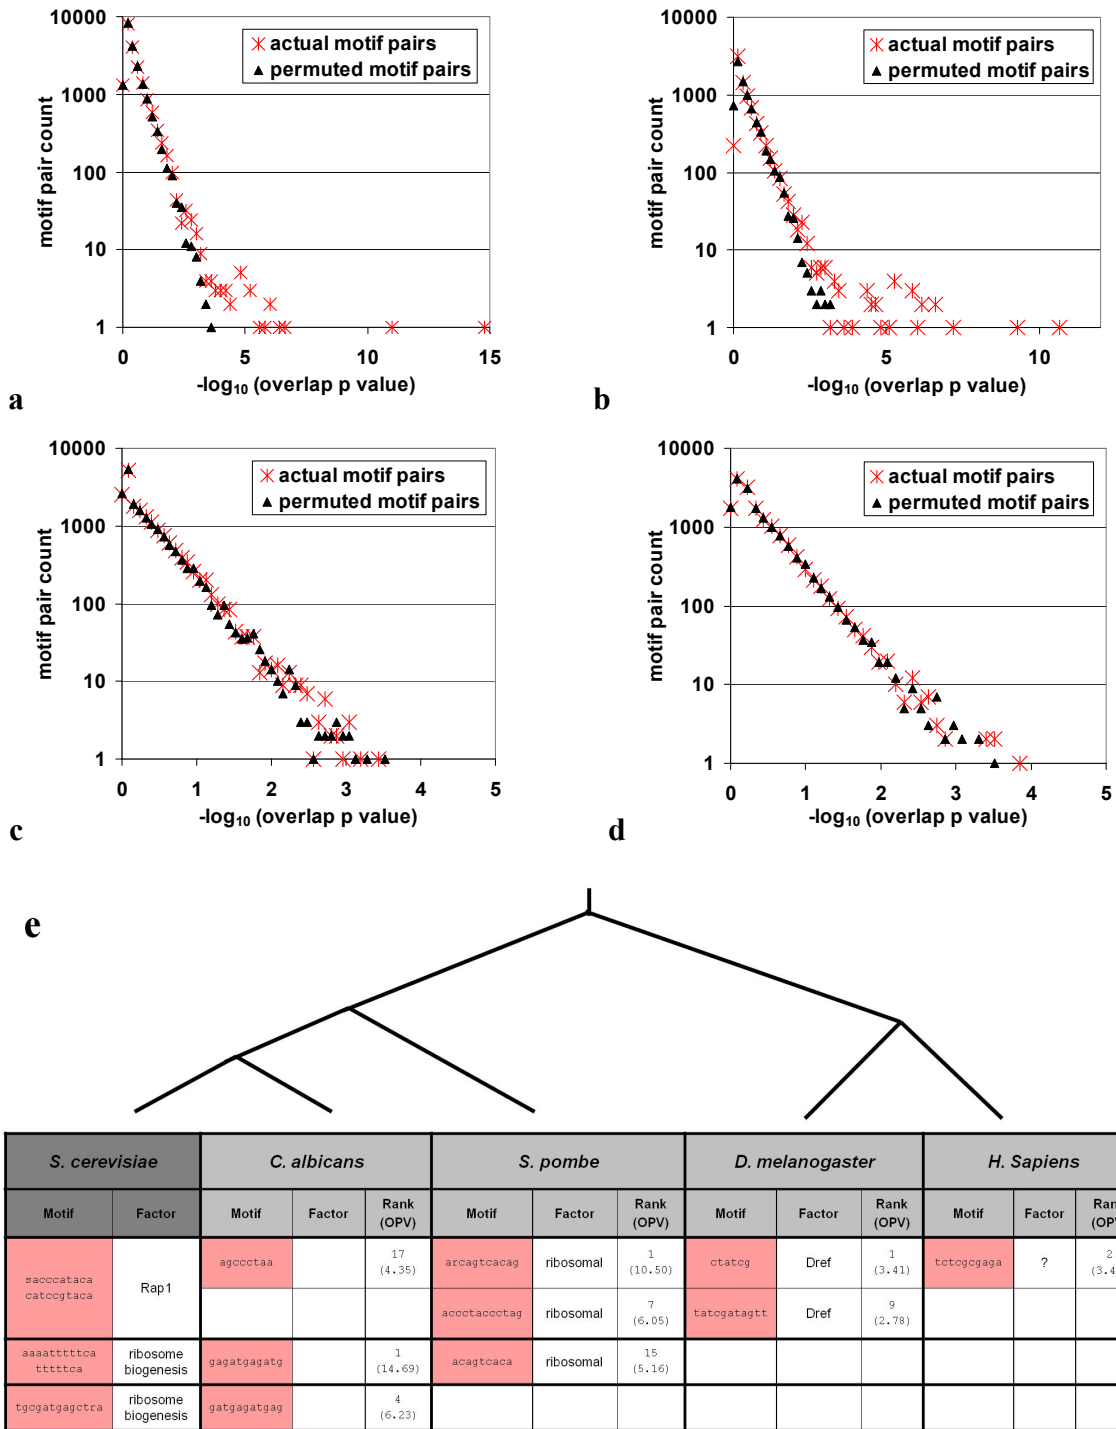 10000
1000
100
10
1
0 5 10 15
motif pair count
-log10 (overlap p value)
actual motif pairs
permuted motif pairs
a
10000
1000
100
10
1
0 5 10
motif pair count
-log10 (overlap p value)
actual motif pairs
permuted motif pairs
b
10000
1000
100
10
1
0 1 2 3 4 5
motif pair count
-log10 (overlap p value)
actual motif pairs
permuted motif pairs
c
10000
1000
100
10
1
0 1 2 3 4 5
motif pair count
-log10 (overlap p value)
actual motif pairs
permuted motif pairs
d
e
S. cerevisiae C. albicans S. pombe D. melanogaster H. Sapiens
Motif Factor Motif Factor Rank (OPV) Motif Factor Rank (OPV) Motif Factor Rank (OPV) Motif Factor
sacccataca catccgtaca Rap1 agccctaa 17 (4.35) arcagtcacag ribosomal 1 (10.50) ctatcg Dref 1 (3.41) tctcgcgaga ? 2
accctaccctag ribosomal 7 (6.05) tatcgatagtt Dref 9 (2.78)
aaaatttttca tttttca ribosome biogenesis gagatgagatg 1 (14.69) acagtcaca ribosomal 15 (5.16)
tgcgatgagctra ribosome biogenesis gatgagatgag 4 (6.23)